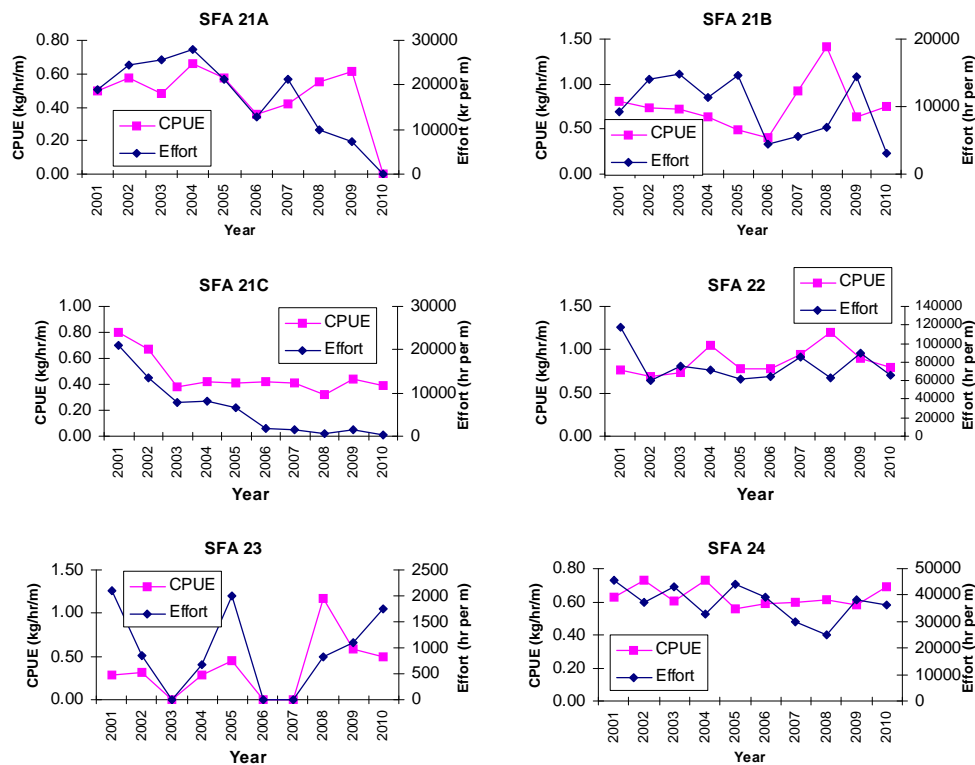 SFA 21A
CPUE (kg/hr/m)
0.80
0.60
0.40
0.20
0.00
30000
20000
10000
0
Effort (kr per m)
CPUE
Effort
2001 2002 2003 2004 2005 2006 2007 2008 2009 2010
Year
SFA 21B
CPUE (kg/hr/m)
1.50
1.00
0.50
0.00
20000
10000
0
Effort (hr per m)
CPUE
Effort
2001 2002 2003 2004 2005 2006 2007 2008 2009 2010
Year
SFA 21C
CPUE (kg/hr/m)
1.00
0.80
0.60
0.40
0.20
0.00
30000
20000
10000
0
Effort (hr per m)
CPUE
Effort
2001 2002 2003 2004 2005 2006 2007 2008 2009 2010
Year
SFA 22
CPUE (kg/hr/m)
1.50
1.00
0.50
0.00
140000
120000
100000
80000
60000
40000
20000
0
Effort (hr per m)
CPUE
Effort
2001 2002 2003 2004 2005 2006 2007 2008 2009 2010
Year
SFA 23
CPUE (kg/hr/m)
1.50
1.00
0.50
0.00
2500
2000
1500
1000
500
0
Effort (hr per m)
CPUE
Effort
2001 2002 2003 2004 2005 2006 2007 2008 2009 2010
Year
SFA 24
CPUE (kg/hr/m)
0.80
0.60
0.40
0.20
0.00
50000
40000
30000
20000
10000
0
Effort (hr per m)
CPUE
Effort
2001 2002 2003 2004 2005 2006 2007 2008 2009 2010
Year